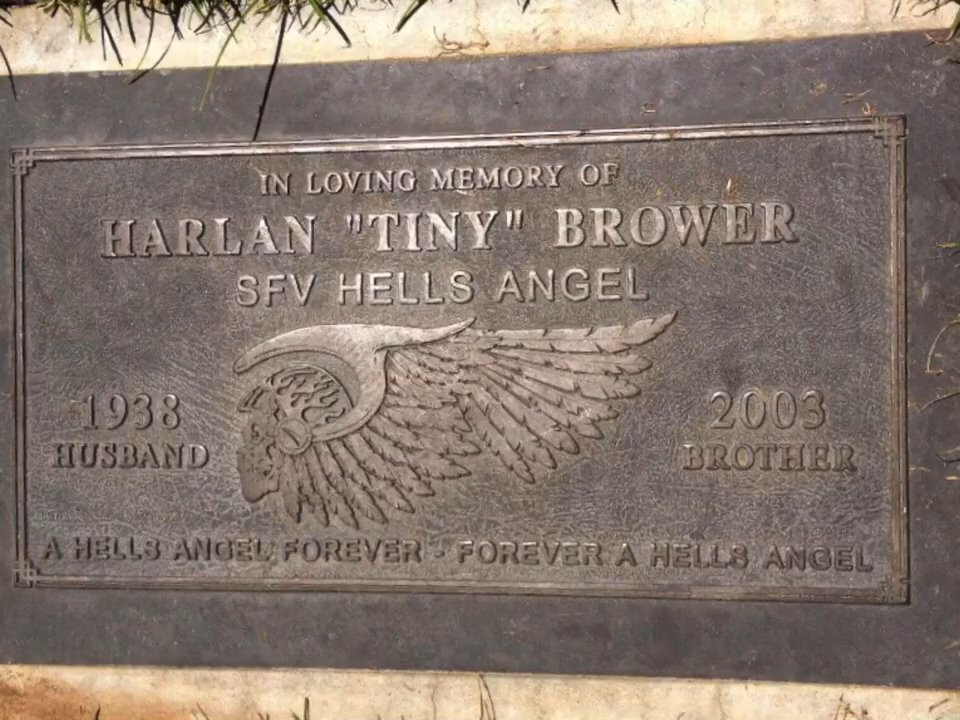 IN LOVING MEMORY OF
HARLAN "TINY" BROWER
SFV HELLS ANGEL
1938
HUSBAND
2003
BROTHER
A HELLS ANGEL FOREVER - FOREVER A HELLS ANGEL